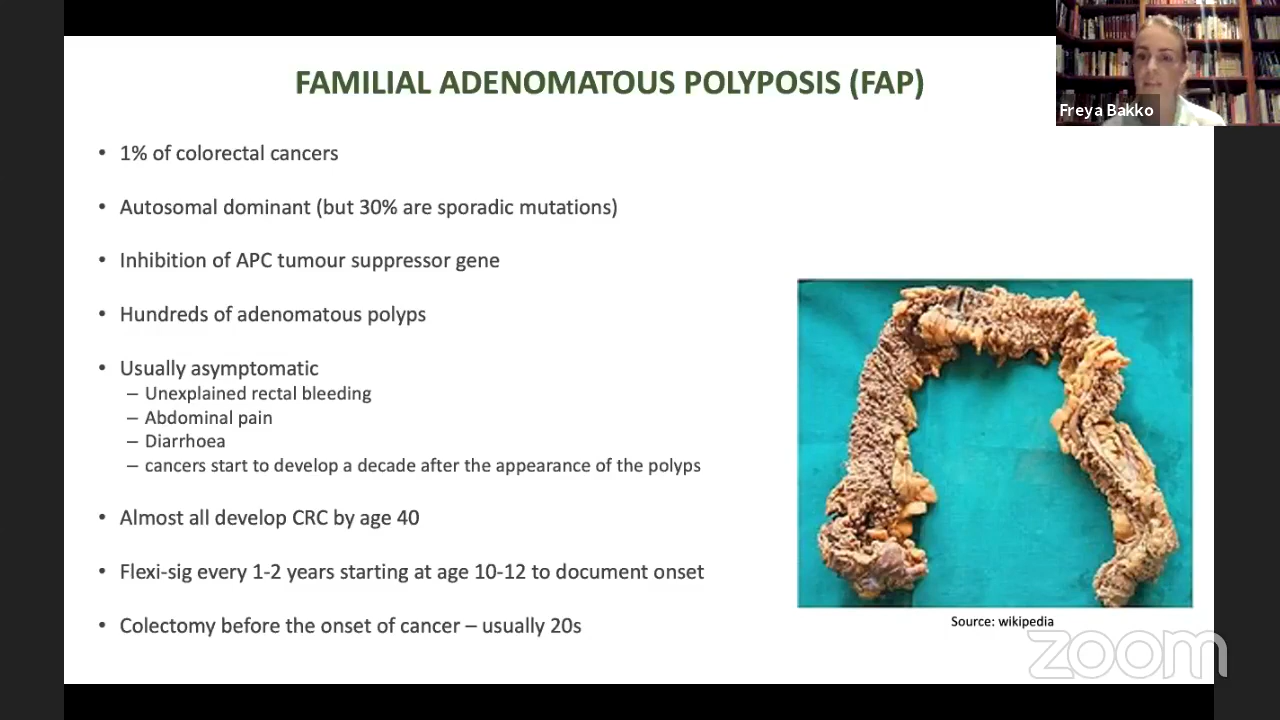 FAMILIAL ADENOMATOUS POLYPOSIS (FAP)
Freya Bakko
• 1% of colorectal cancers
• Autosomal dominant (but 30% are sporadic mutations)
• Inhibition of APC tumour suppressor gene
• Hundreds of adenomatous polyps
• Usually asymptomatic
– Unexplained rectal bleeding
– Abdominal pain
– Diarrhoea
– cancers start to develop a decade after the appearance of the polyps
• Almost all develop CRC by age 40
• Flexi-sig every 1-2 years starting at age 10-12 to document onset
• Colectomy before the onset of cancer – usually 20s
Source: wikipedia
zoom